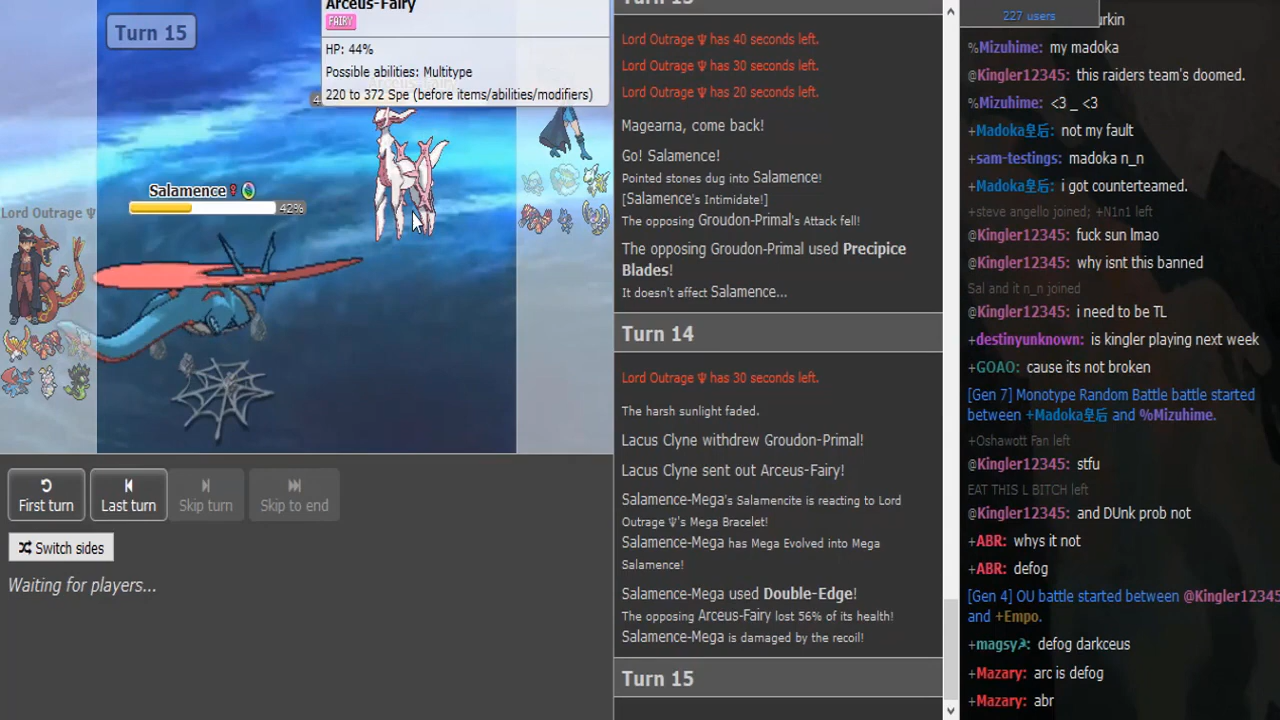 Turn 15
Arceus-Fairy
FAIRY
HP: 44%
Possible abilities: Multitype
220 to 372 Spe (before items/abilities/modifiers)
Salamence ♀
42%
Lord Outrage Ψ
First turn
Last turn
Skip turn
Skip to end
Switch sides
Waiting for players...
Turn 13
Lord Outrage Ψ has 40 seconds left.
Lord Outrage Ψ has 30 seconds left.
Lord Outrage Ψ has 20 seconds left.
Magearna, come back!
Go! Salamence!
Pointed stones dug into Salamence!
[Salamence's Intimidate!]
The opposing Groudon-Primal's Attack fell!
The opposing Groudon-Primal used Precipice
Blades!
It doesn't affect Salamence...
Turn 14
Lord Outrage Ψ has 30 seconds left.
The harsh sunlight faded.
Lacus Clyne withdrew Groudon-Primal!
Lacus Clyne sent out Arceus-Fairy!
Salamence-Mega's Salamencite is reacting to Lord
Outrage Ψ's Mega Bracelet!
Salamence-Mega has Mega Evolved into Mega
Salamence!
Salamence-Mega used Double-Edge!
The opposing Arceus-Fairy lost 56% of its health!
Salamence-Mega is damaged by the recoil!
Turn 15
227 users
urkin
%Mizuhime: my madoka
@Kingler12345: this raiders team's doomed.
%Mizuhime: <3 _ <3
+Madoka皇后: not my fault
+sam-testings: madoka n_n
+Madoka皇后: i got counterteamed.
+steve angello joined; +N1n1 left
@Kingler12345: fuck sun lmao
@Kingler12345: why isnt this banned
Sal and it n_n joined
@Kingler12345: i need to be TL
+destinyunknown: is kingler playing next week
+GOAO: cause its not broken
[Gen 7] Monotype Random Battle battle started
between +Madoka皇后 and %Mizuhime.
+Oshawott Fan left
@Kingler12345: stfu
EAT THIS L BITCH left
@Kingler12345: and DUnk prob not
+ABR: whys it not
+ABR: defog
[Gen 4] OU battle started between @Kingler12345
and +Empo.
+magsy☭: defog darkceus
+Mazary: arc is defog
+Mazary: abr